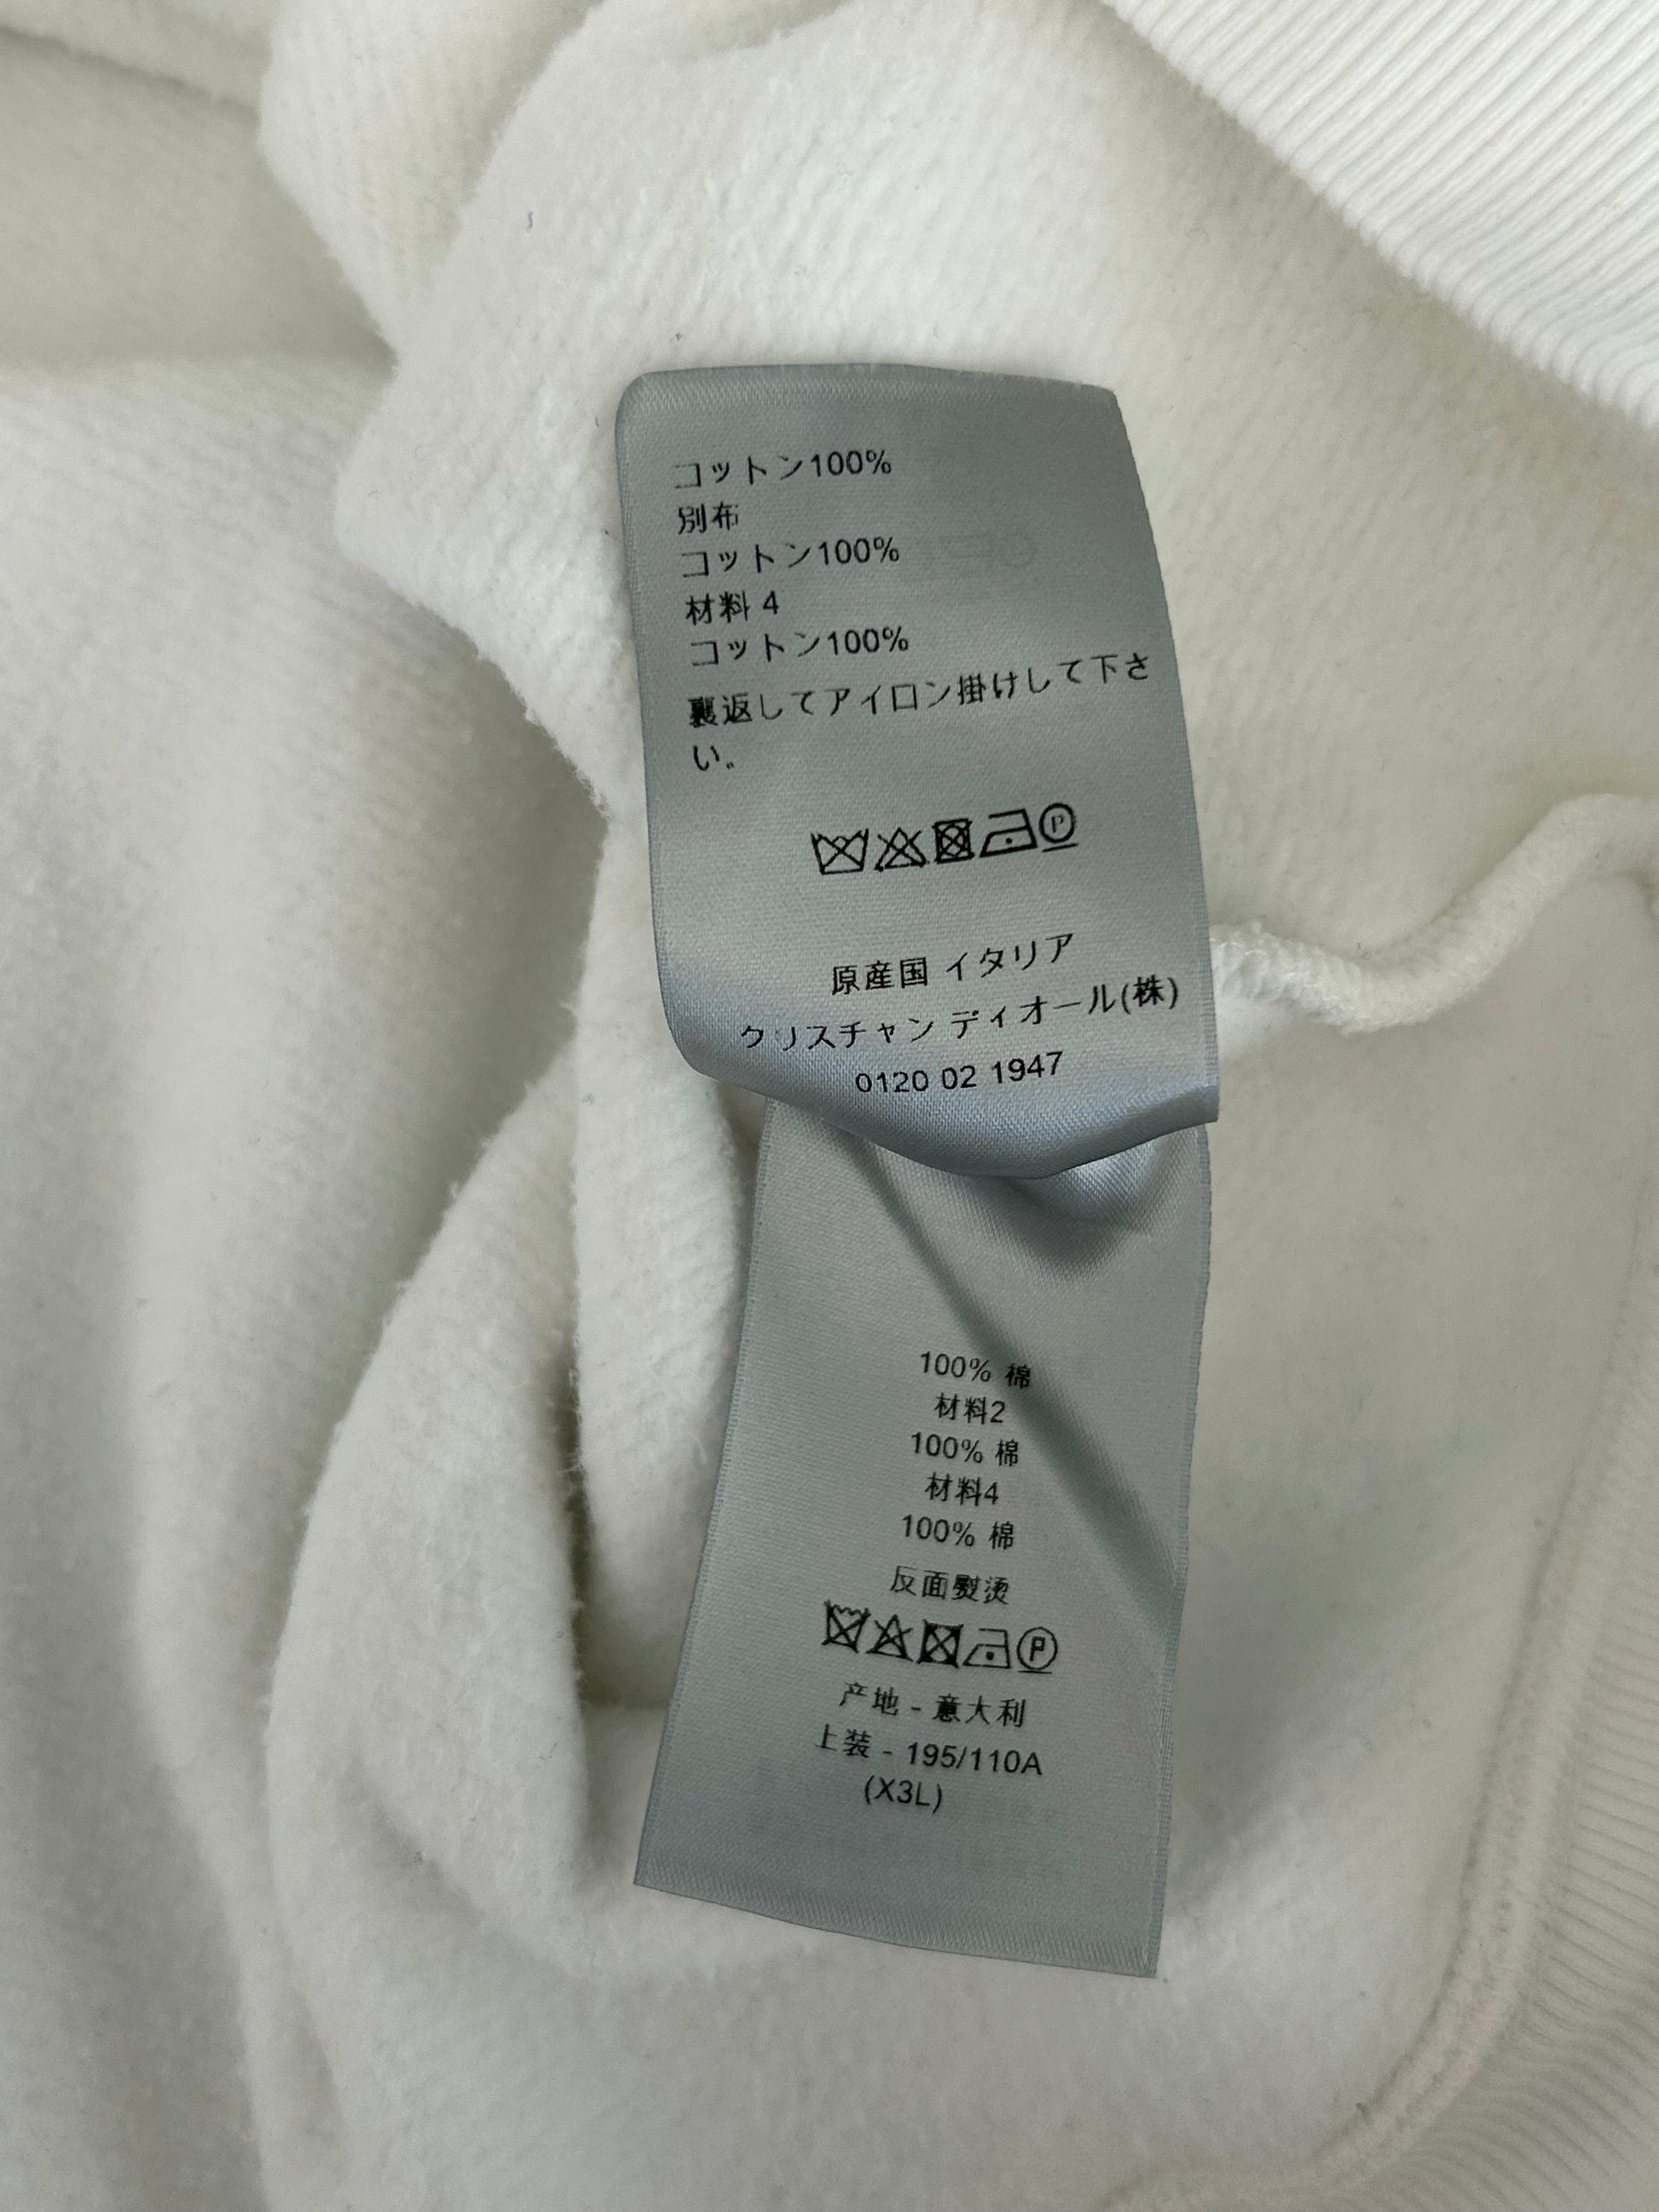 コットン100%
別布
コットン100%
材料 4
コットン100%
裏返してアイロン掛けして下さ
い。
P
原産国 イタリア
クリスチャン ディオール(株)
0120 02 1947
100% 棉
材料2
100% 棉
材料4
100% 棉
反面熨烫
P
产地 - 意大利
上装 - 195/110A
(X3L)